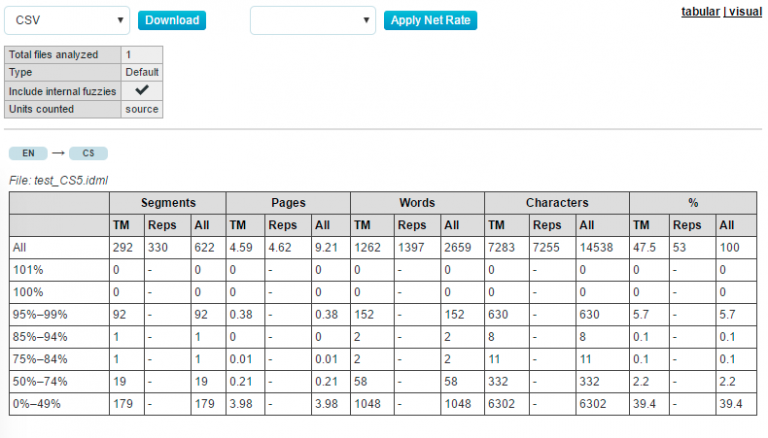 CSV Download Apply Net Rate tabular | visual
Total files analyzed 1
Type Default
Include internal fuzzies ✔
Units counted source
EN → CS
File: test_CS5.idml
Segments Pages Words Characters %
TM Reps All TM Reps All TM Reps All TM Reps All TM Reps All
All 292 330 622 4.59 4.62 9.21 1262 1397 2659 7283 7255 14538 47.5 53 100
101% 0 - 0 0 - 0 0 - 0 0 - 0 0 - 0
100% 0 - 0 0 - 0 0 - 0 0 - 0 0 - 0
95%–99% 92 - 92 0.38 - 0.38 152 - 152 630 - 630 5.7 - 5.7
85%–94% 1 - 1 0 - 0 2 - 2 8 - 8 0.1 - 0.1
75%–84% 1 - 1 0.01 - 0.01 2 - 2 11 - 11 0.1 - 0.1
50%–74% 19 - 19 0.21 - 0.21 58 - 58 332 - 332 2.2 - 2.2
0%–49% 179 - 179 3.98 - 3.98 1048 - 1048 6302 - 6302 39.4 - 39.4